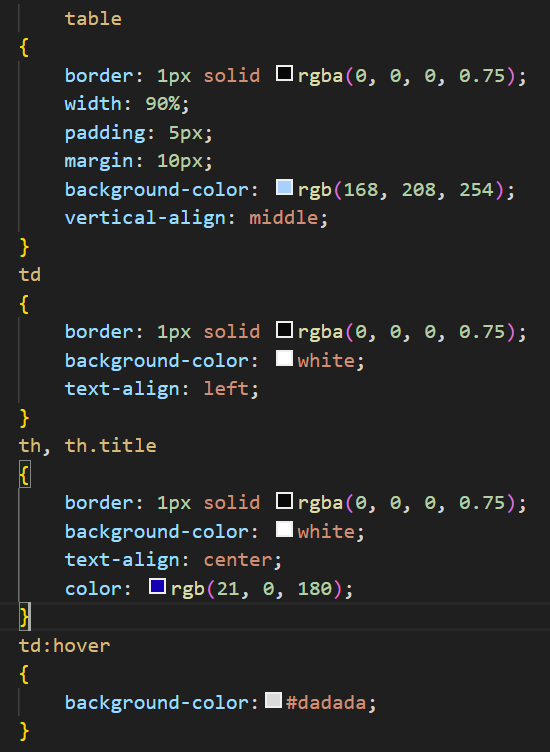 table
{
border: 1px solid rgba(0, 0, 0, 0.75);
width: 90%;
padding: 5px;
margin: 10px;
background-color: rgb(168, 208, 254);
vertical-align: middle;
}
td
{
border: 1px solid rgba(0, 0, 0, 0.75);
background-color: white;
text-align: left;
}
th, th.title
{
border: 1px solid rgba(0, 0, 0, 0.75);
background-color: white;
text-align: center;
color: rgb(21, 0, 180);
}
td:hover
{
background-color: #dadada;
}